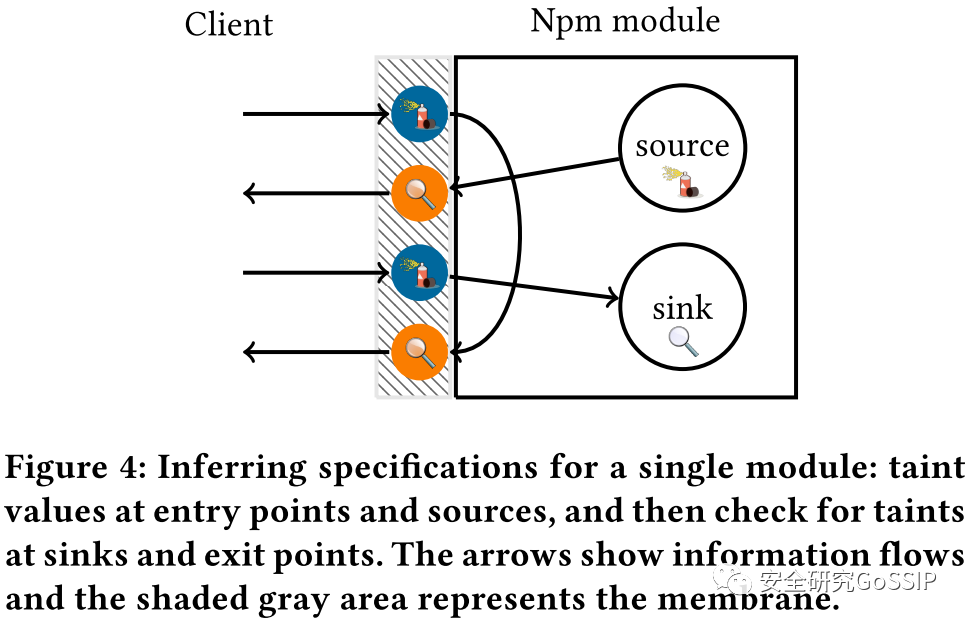 Client
Npm module
source
sink
Figure 4: Inferring specifications for a single module: taint
values at entry points and sources, and then check for taints
at sinks and exit points. The arrows show information flows
and the shaded gray area represents the membrane.
安全研究GoSSIP